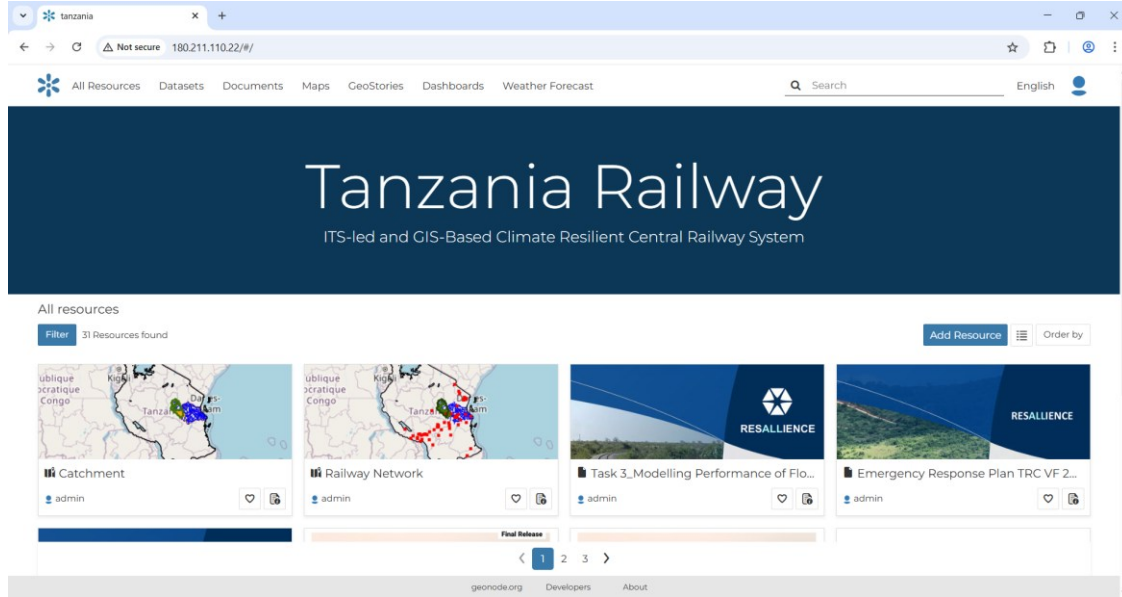 tanzania
Not secure 180.211.110.22/#/
All Resources Datasets Documents Maps GeoStories Dashboards Weather Forecast Search English
Tanzania Railway
ITS-led and GIS-Based Climate Resilient Central Railway System
All resources
Filter 31 Resources found Add Resource Order by
RESALLIENCE
RESALLIENCE
Catchment Railway Network Task 3_Modelling Performance of Flo... Emergency Response Plan TRC VF 2...
admin admin admin admin
Final Release
1 2 3
geonode.org Developers About